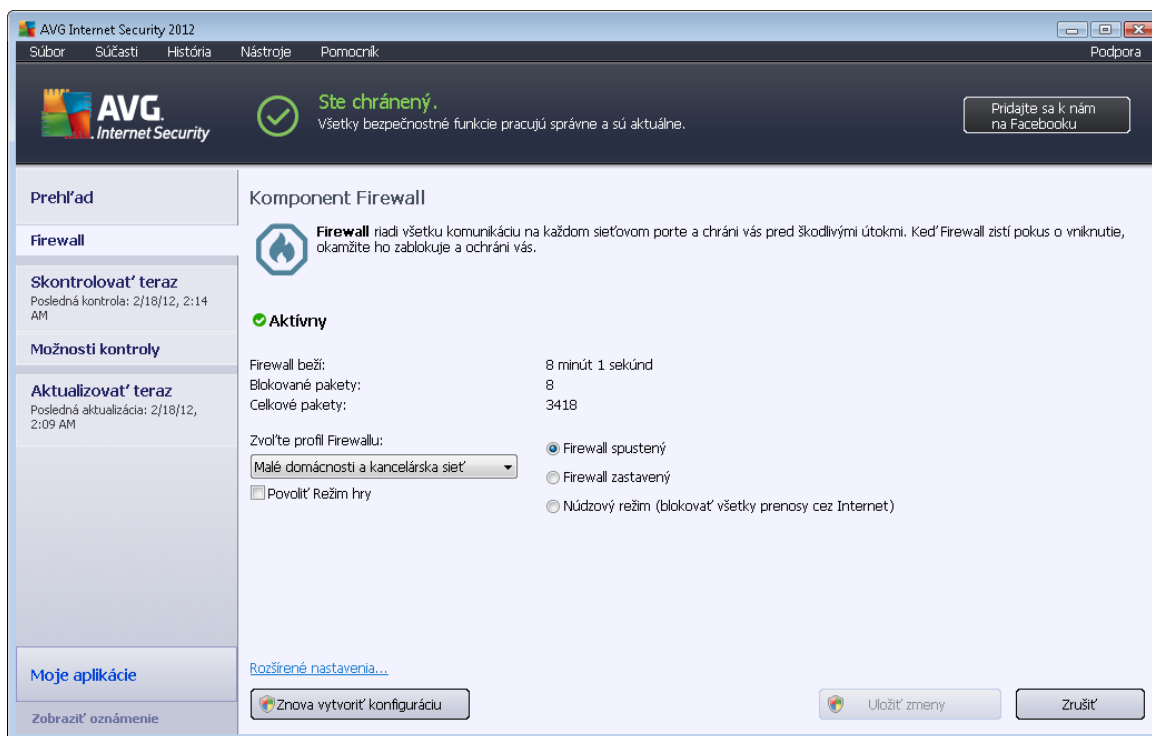 AVG Internet Security 2012
Súbor Súčasti História Nástroje Pomocník Podpora
AVG.
Internet Security
Ste chránený.
Všetky bezpečnostné funkcie pracujú správne a sú aktuálne.
Pridajte sa k nám
na Facebooku
Prehľad
Firewall
Skontrolovať teraz
Posledná kontrola: 2/18/12, 2:14
AM
Možnosti kontroly
Aktualizovať teraz
Posledná aktualizácia: 2/18/12,
2:09 AM
Moje aplikácie
Zobraziť oznámenie
Komponent Firewall
Firewall riadi všetku komunikáciu na každom sieťovom porte a chráni vás pred škodlivými útokmi. Keď Firewall zistí pokus o vniknutie,
okamžite ho zablokuje a ochráni vás.
Aktívny
Firewall beží: 8 minút 1 sekúnd
Blokované pakety: 8
Celkové pakety: 3418
Zvoľte profil Firewallu:
Malé domácnosti a kancelárska sieť
Povoliť Režim hry
Firewall spustený
Firewall zastavený
Núdzový režim (blokovať všetky prenosy cez Internet)
Rozšírené nastavenia...
Znova vytvoriť konfiguráciu
Uložiť zmeny
Zrušiť